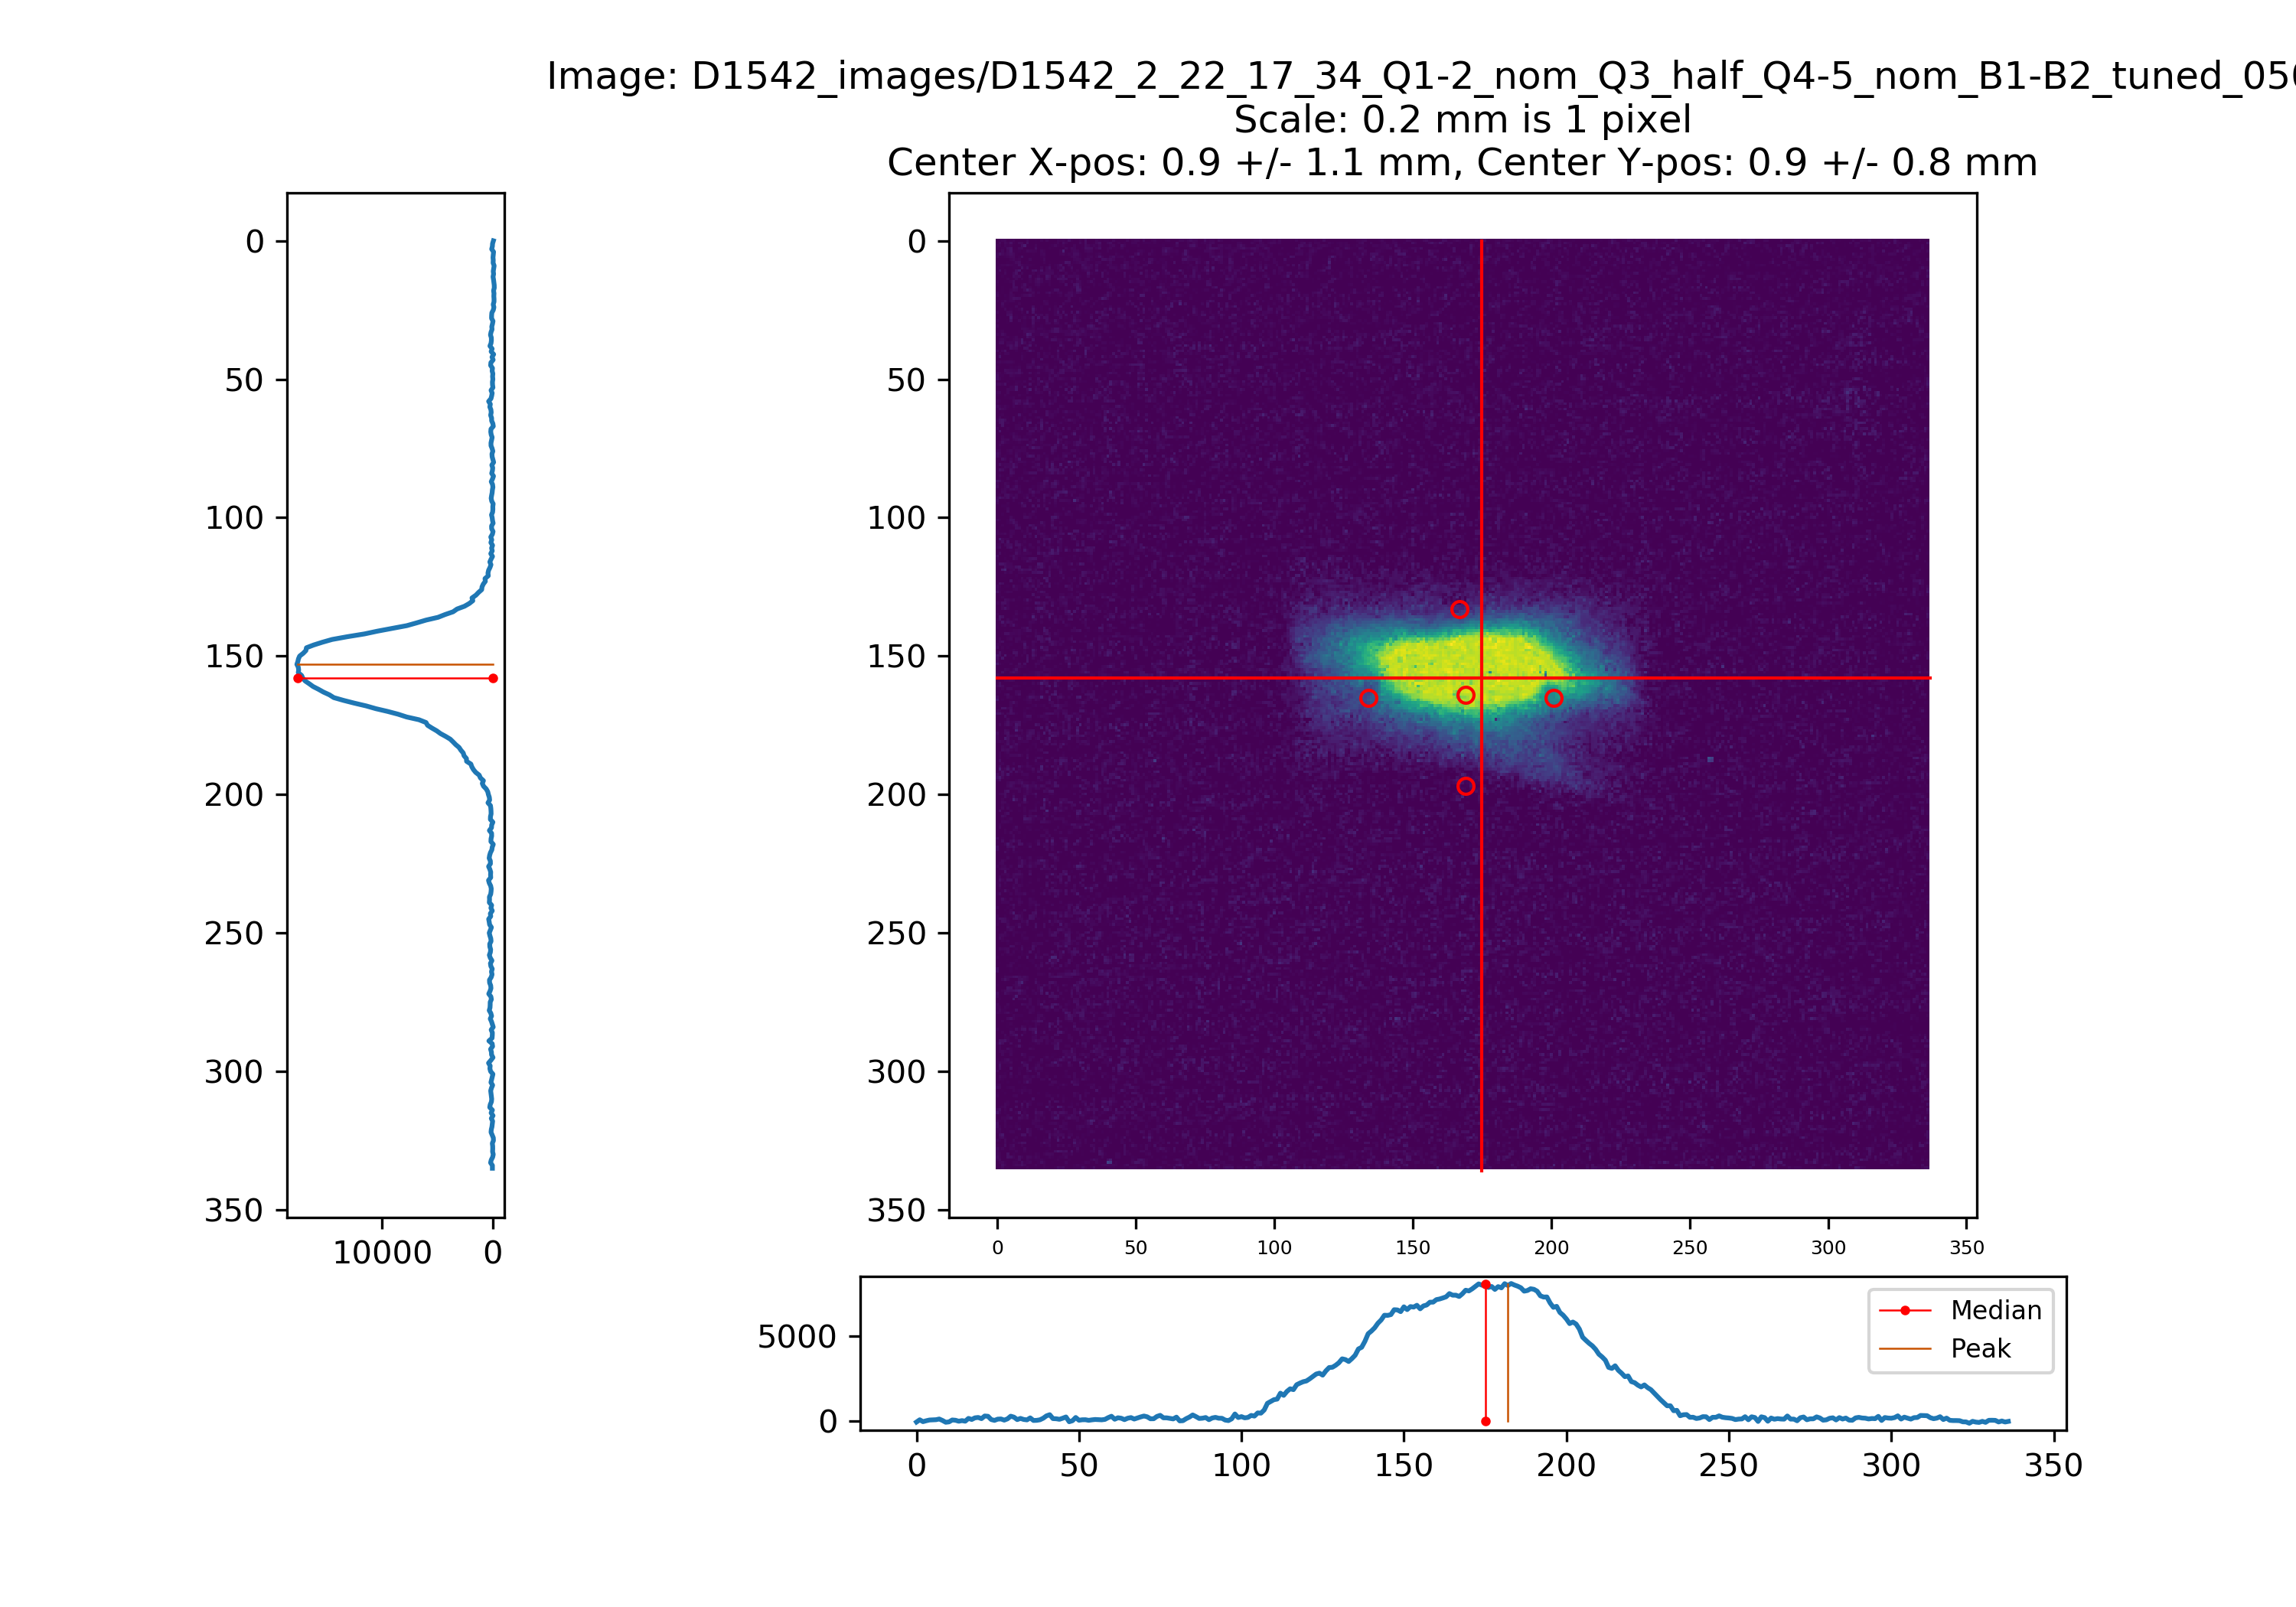 Image: D1542_images/D1542_2_22_17_34_Q1-2_nom_Q3_half_Q4-5_nom_B1-B2_tuned_050
Scale: 0.2 mm is 1 pixel
Center X-pos: 0.9 +/- 1.1 mm, Center Y-pos: 0.9 +/- 0.8 mm
0
50
100
150
200
250
300
350
10000 0
0
50
100
150
200
250
300
350
0 50 100 150 200 250 300 350
5000
0
Median
Peak
0 50 100 150 200 250 300 350